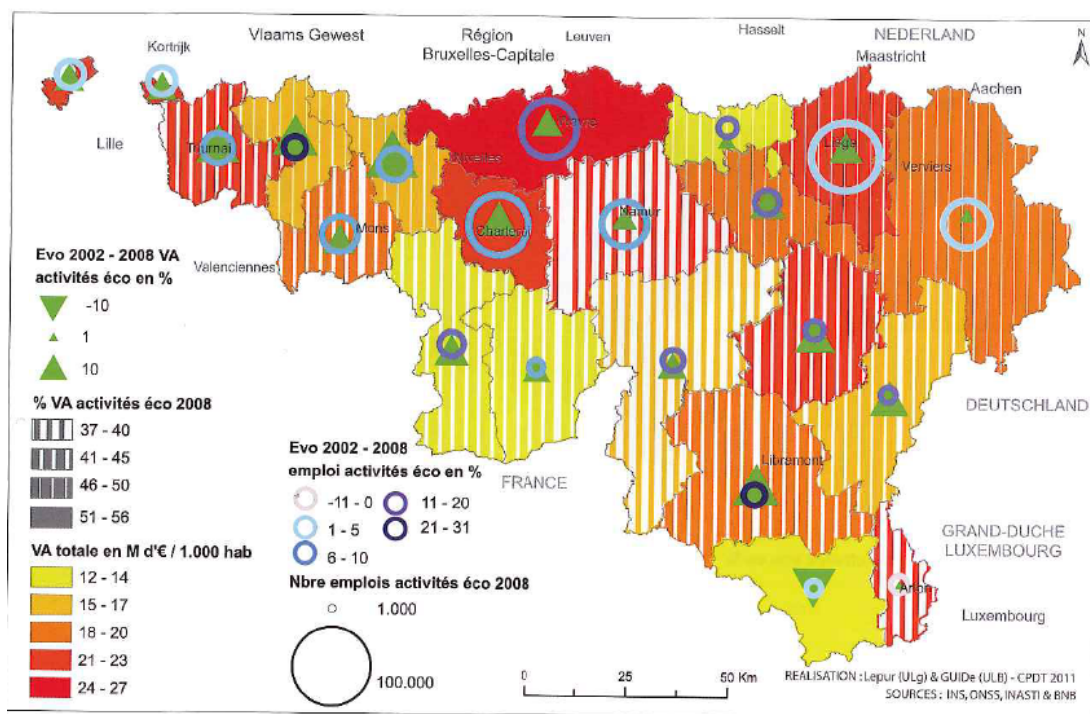 Kortrijk
Vlaams Gewest
Région
Bruxelles-Capitale
Leuven
Hasselt
NEDERLAND
Maastricht
N
Aachen
Lille
Tournai
Wavre
Nivelles
Liège
Verviers
Mons
Charleroi
Namur
Valenciennes
Evo 2002 - 2008 VA
activités éco en %
-10
1
10
% VA activités éco 2008
37 - 40
41 - 45
46 - 50
51 - 56
VA totale en M d'€ / 1.000 hab
12 - 14
15 - 17
18 - 20
21 - 23
24 - 27
Evo 2002 - 2008
emploi activités éco en %
-11 - 0
1 - 5
6 - 10
11 - 20
21 - 31
Nbre emplois activités éco 2008
1.000
100.000
FRANCE
Libramont
DEUTSCHLAND
GRAND-DUCHE
LUXEMBOURG
Arlon
Luxembourg
0 25 50 Km
REALISATION : Lepur (ULg) & GUIDe (ULB) - CPDT 2011
SOURCES : INS, ONSS, INASTI & BNB